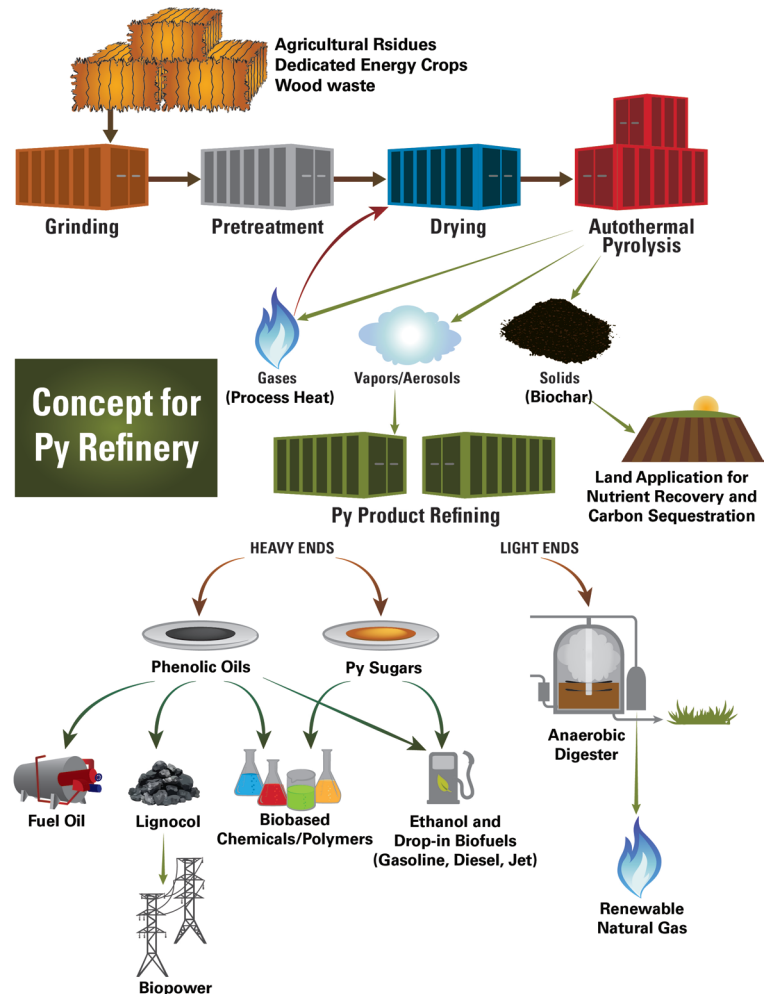 Agricultural Rsidues
Dedicated Energy Crops
Wood waste
Grinding
Pretreatment
Drying
Autothermal
Pyrolysis
Gases
(Process Heat)
Vapors/Aerosols
Solids
(Biochar)
Concept for
Py Refinery
Land Application for
Nutrient Recovery and
Carbon Sequestration
Py Product Refining
HEAVY ENDS
LIGHT ENDS
Phenolic Oils
Py Sugars
Anaerobic
Digester
Fuel Oil
Lignocol
Biobased
Chemicals/Polymers
Ethanol and
Drop-in Biofuels
(Gasoline, Diesel, Jet)
Renewable
Natural Gas
Biopower